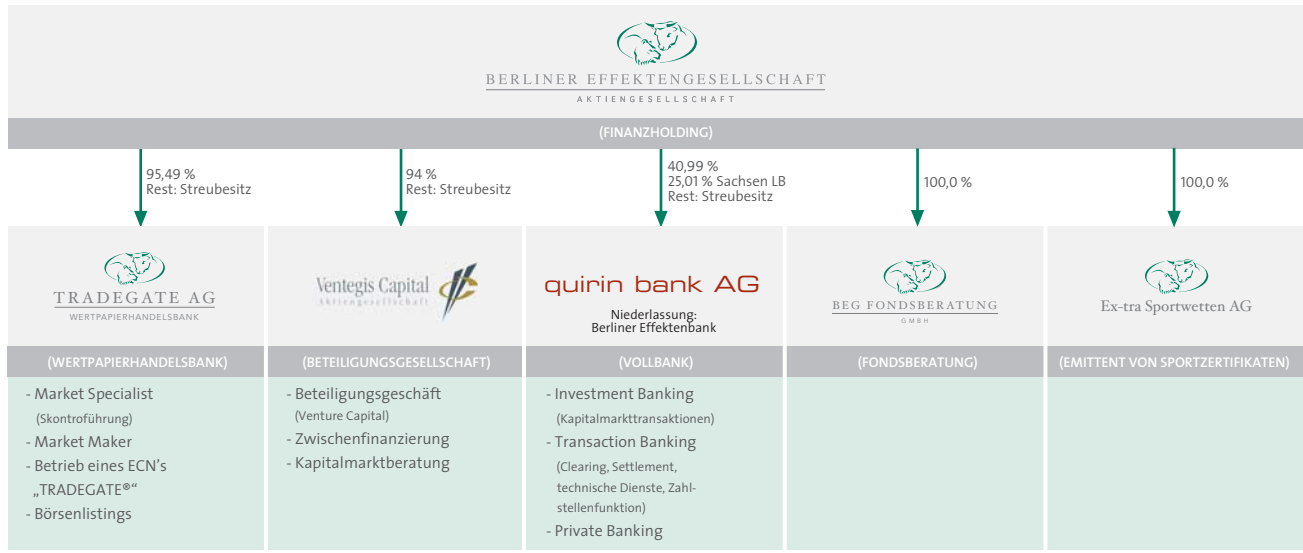 BERLINER EFFEKTENGESELLSCHAFT
AKTIENGESELLSCHAFT
(FINANZHOLDING)
95,49 %
Rest: Streubesitz
94 %
Rest: Streubesitz
40,99 %
25,01 % Sachsen LB
Rest: Streubesitz
100,0 %
100,0 %
TRADEGATE AG
WERTPAPIERHANDELSBANK
Ventegis Capital
Aktiengesellschaft
quirin bank AG
Niederlassung:
Berliner Effektenbank
BEG FONDSBERATUNG
GMBH
Ex-tra Sportwetten AG
(WERTPAPIERHANDELSBANK)
(BETEILIGUNGSGESELLSCHAFT)
(VOLLBANK)
(FONDSBERATUNG)
(EMITTENT VON SPORTZERTIFIKATEN)
- Market Specialist
(Skontroführung)
- Market Maker
- Betrieb eines ECN’s
„TRADEGATE®“
- Börsenlistings
- Beteiligungsgeschäft
(Venture Capital)
- Zwischenfinanzierung
- Kapitalmarktberatung
- Investment Banking
(Kapitalmarkttransaktionen)
- Transaction Banking
(Clearing, Settlement,
technische Dienste, Zahl-
stellenfunktion)
- Private Banking